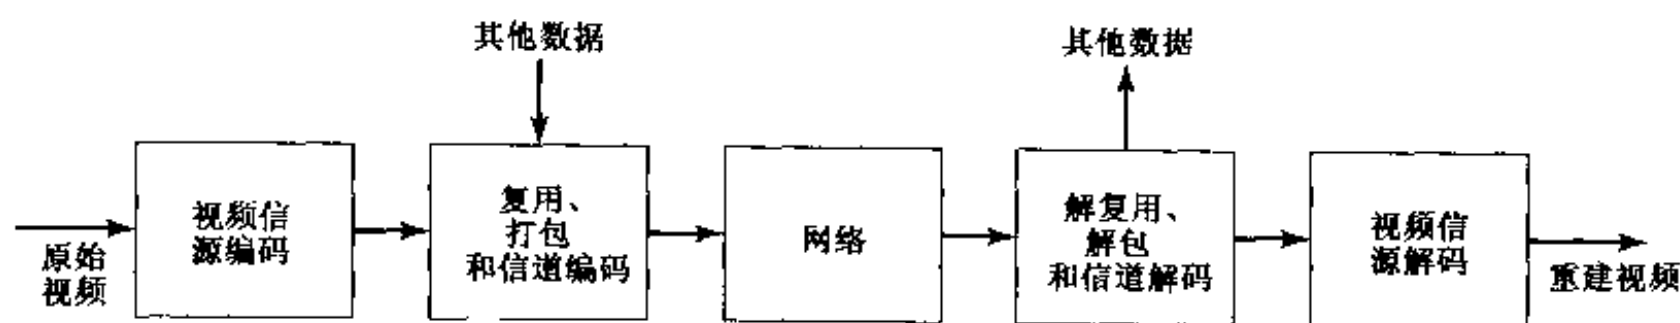 其他数据
其他数据
原始
视频
视频信
源编码
复用、
打包
和信道编码
网络
解复用、
解包
和信道解码
视频信
源解码
重建视频